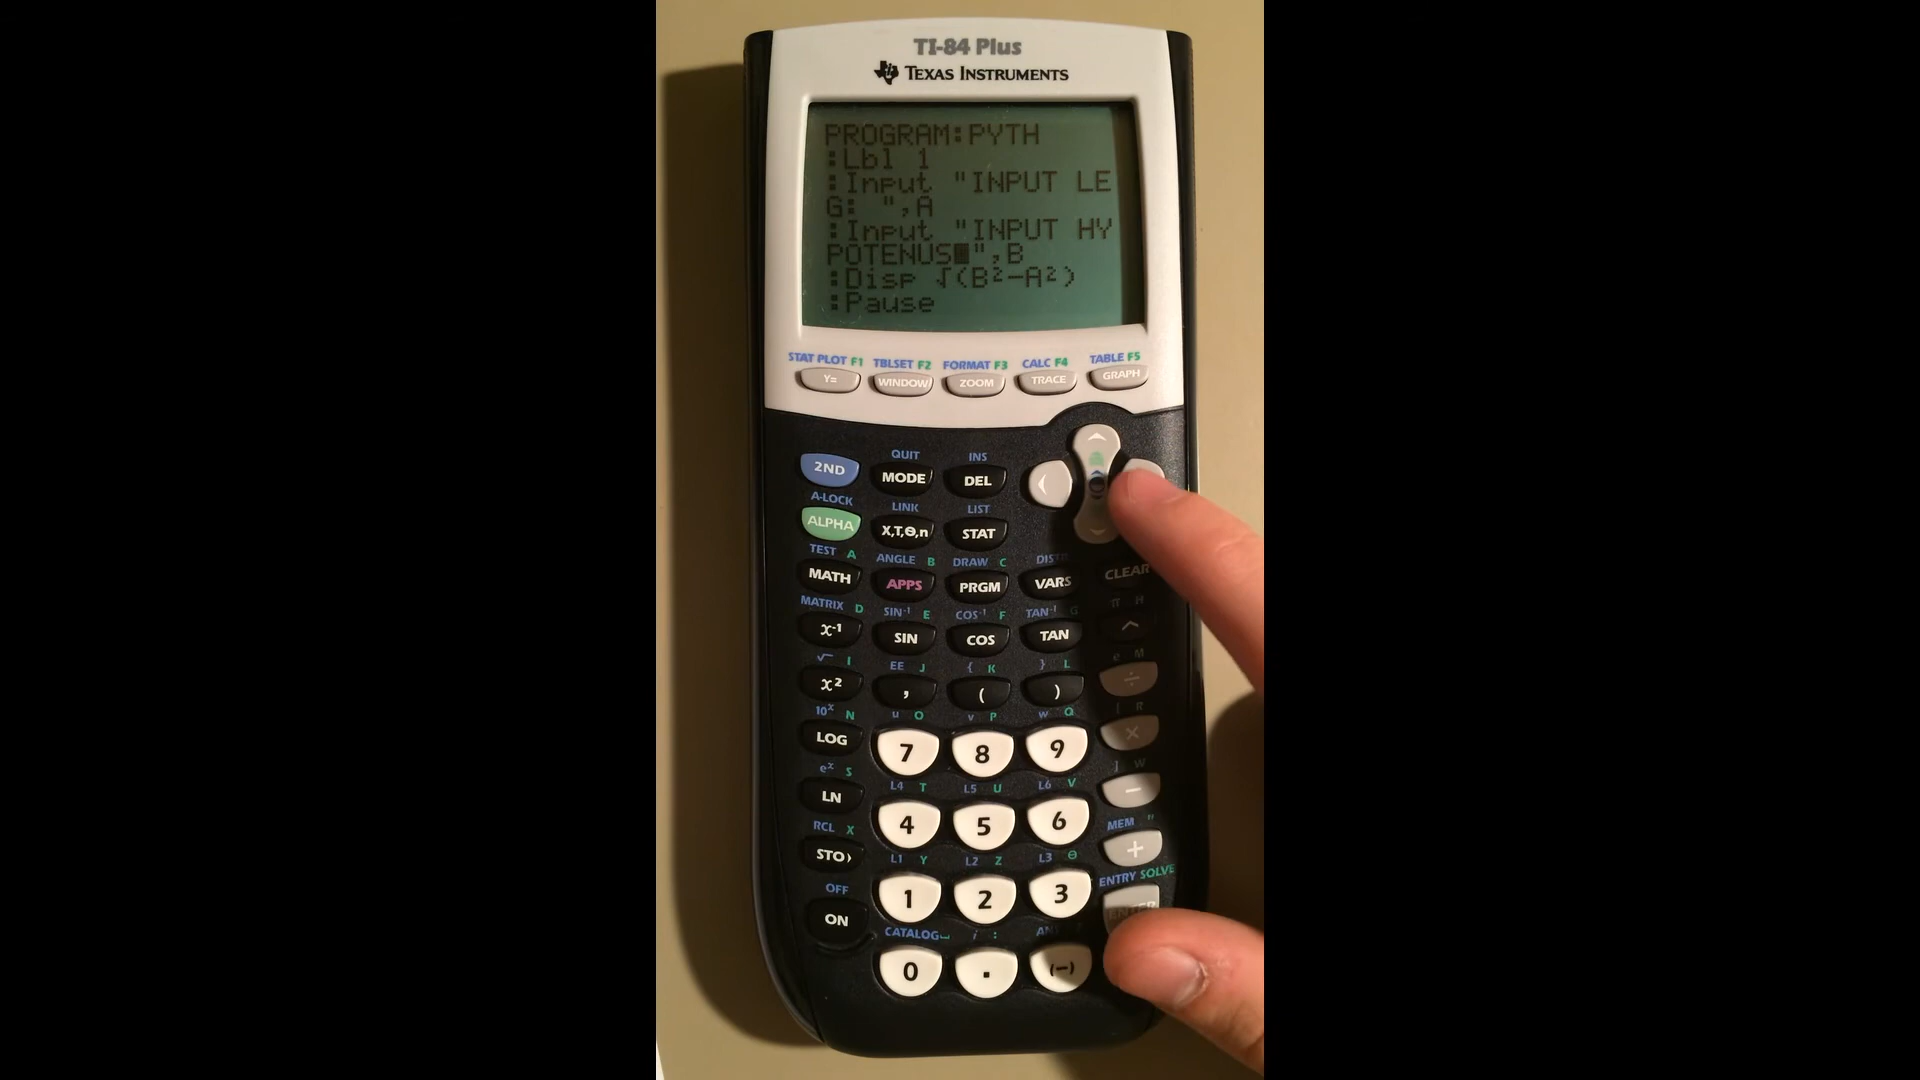 TI-84 Plus
TEXAS INSTRUMENTS
PROGRAM:PYTH
:Lbl 1
:Input "INPUT LE
G: ",A
:Input "INPUT HY
POTENUS ",B
:Disp √(B²-A²)
:Pause
STAT PLOT F1 TBLSET F2 FORMAT F3 CALC F4 TABLE F5
Y= WINDOW ZOOM TRACE GRAPH
QUIT INS
2ND MODE DEL
A-LOCK LINK LIST
ALPHA X,T,Θ,n STAT
TEST A ANGLE B DRAW C DIST
MATH APPS PRGM VARS CLEAR
MATRIX D SIN⁻¹ E COS⁻¹ F TAN⁻¹ G π H
x⁻¹ SIN COS TAN ^
√ I EE J { K } L e M
x² , ( ) ÷
10ˣ N u O v P w Q [ R
LOG 7 8 9 ×
eˣ S L4 T L5 U L6 V ] W
LN 4 5 6 −
RCL X L1 Y L2 Z L3 Θ MEM "
STO› 1 2 3 +
OFF CATALOG ⎵ i : AN ENTRY SOLVE
ON 0 . (−) ENTER